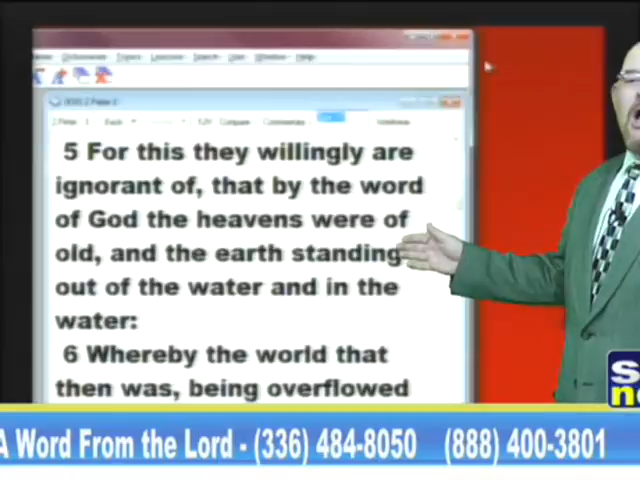 5 For this they willingly are
ignorant of, that by the word
of God the heavens were of
old, and the earth standing
out of the water and in the
water:
6 Whereby the world that
then was, being overflowed
A Word From the Lord - (336) 484-8050 (888) 400-3801